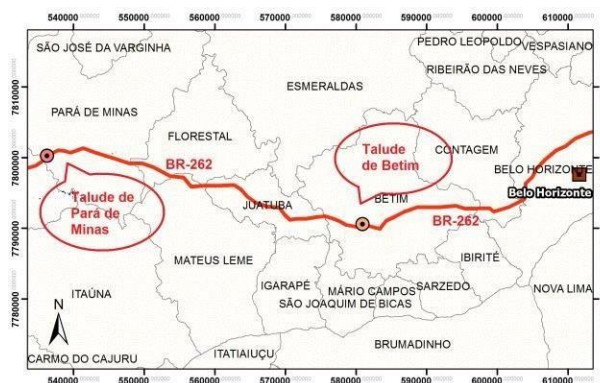 540000 550000 560000 570000 580000 590000 600000 610000
PEDRO LEOPOLDO
VESPASIANO
SÃO JOSÉ DA VARGINHA
RIBEIRÃO DAS NEVES
ESMERALDAS
7810000
PARÁ DE MINAS
FLORESTAL
Talude
de Betim
CONTAGEM
7800000
BR-262
BELO HORIZONTE
Belo Horizonte
Talude de
Pará de
Minas
JUATUBA
BETIM
BR-262
7790000
MATEUS LEME
IBIRITÉ
ITAÚNA
IGARAPÉ
MÁRIO CAMPOS
SARZEDO
NOVA LIMA
SÃO JOAQUIM DE BICAS
7780000
N
BRUMADINHO
CARMO DO CAJURU
ITATIAIUÇU
540000 550000 560000 570000 580000 590000 600000 610000